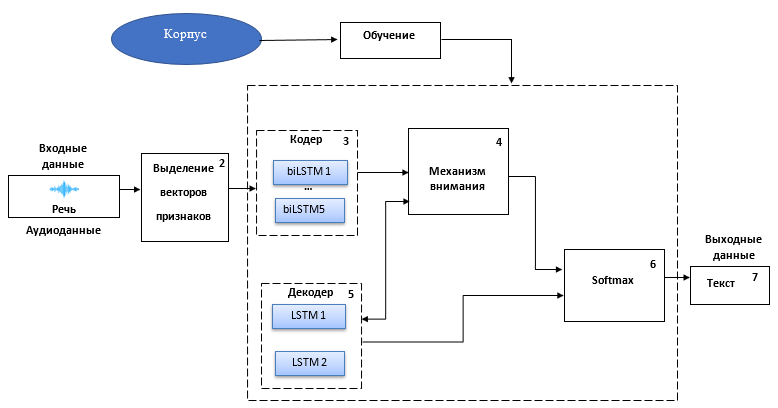 Корпус
Обучение
Входные
данные
Речь
Аудиоданные
2
Выделение
векторов
признаков
Кодер
3
biLSTM 1
...
biLSTM5
4
Механизм
внимания
Декодер
5
LSTM 1
LSTM 2
6
Softmax
Выходные
данные
7
Текст